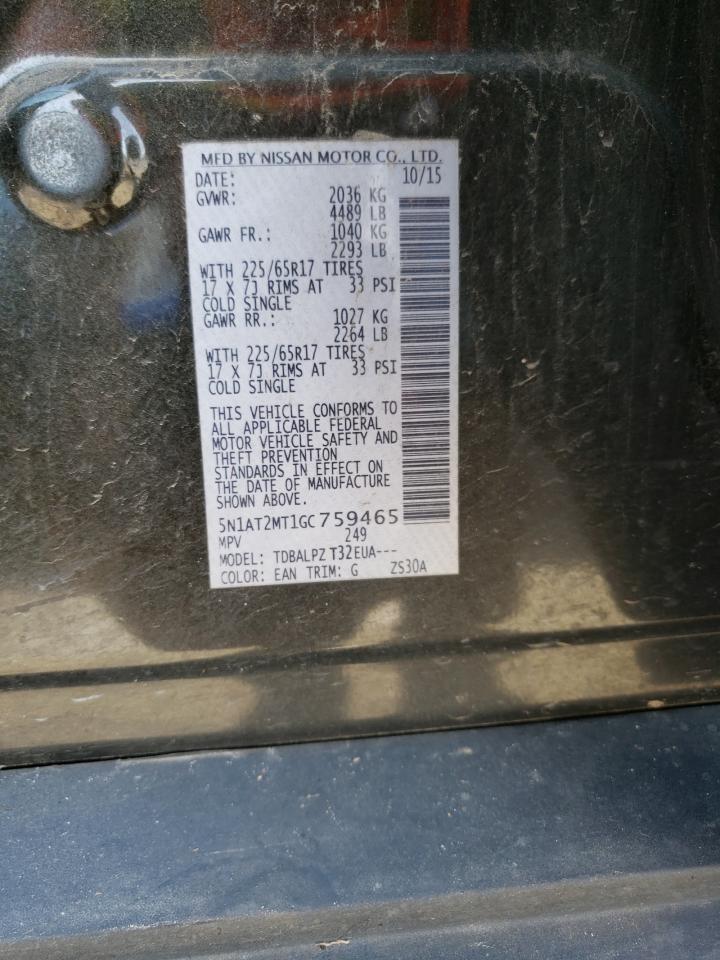 MFD BY NISSAN MOTOR CO., LTD.
DATE: 10/15
GVWR: 2036 KG
4489 LB
GAWR FR.: 1040 KG
2293 LB
WITH 225/65R17 TIRES
17 X 7J RIMS AT 33 PSI
COLD SINGLE
GAWR RR.: 1027 KG
2264 LB
WITH 225/65R17 TIRES
17 X 7J RIMS AT 33 PSI
COLD SINGLE
THIS VEHICLE CONFORMS TO
ALL APPLICABLE FEDERAL
MOTOR VEHICLE SAFETY AND
THEFT PREVENTION
STANDARDS IN EFFECT ON
THE DATE OF MANUFACTURE
SHOWN ABOVE.
5N1AT2MT1GC759465
MPV 249
MODEL: TDBALPZ T32EUA---
COLOR: EAN TRIM: G ZS30A